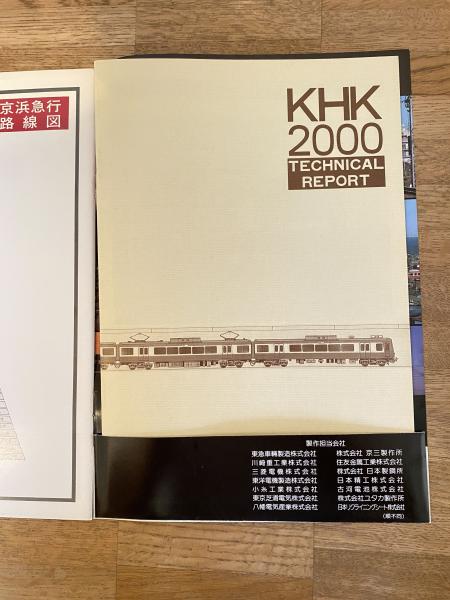 京浜急行
路線図
KHK
2000
TECHNICAL
REPORT
製作担当会社
東急車輛製造株式会社
川崎重工業株式会社
三菱電機株式会社
東洋電機製造株式会社
小糸工業株式会社
東京芝浦電気株式会社
八幡電気産業株式会社
株式会社 京三製作所
住友金属工業株式会社
株式会社 日本製鋼所
日本精工株式会社
古河電池株式会社
株式会社ユタカ製作所
日本リクライニングシート株式会社
(順不同)